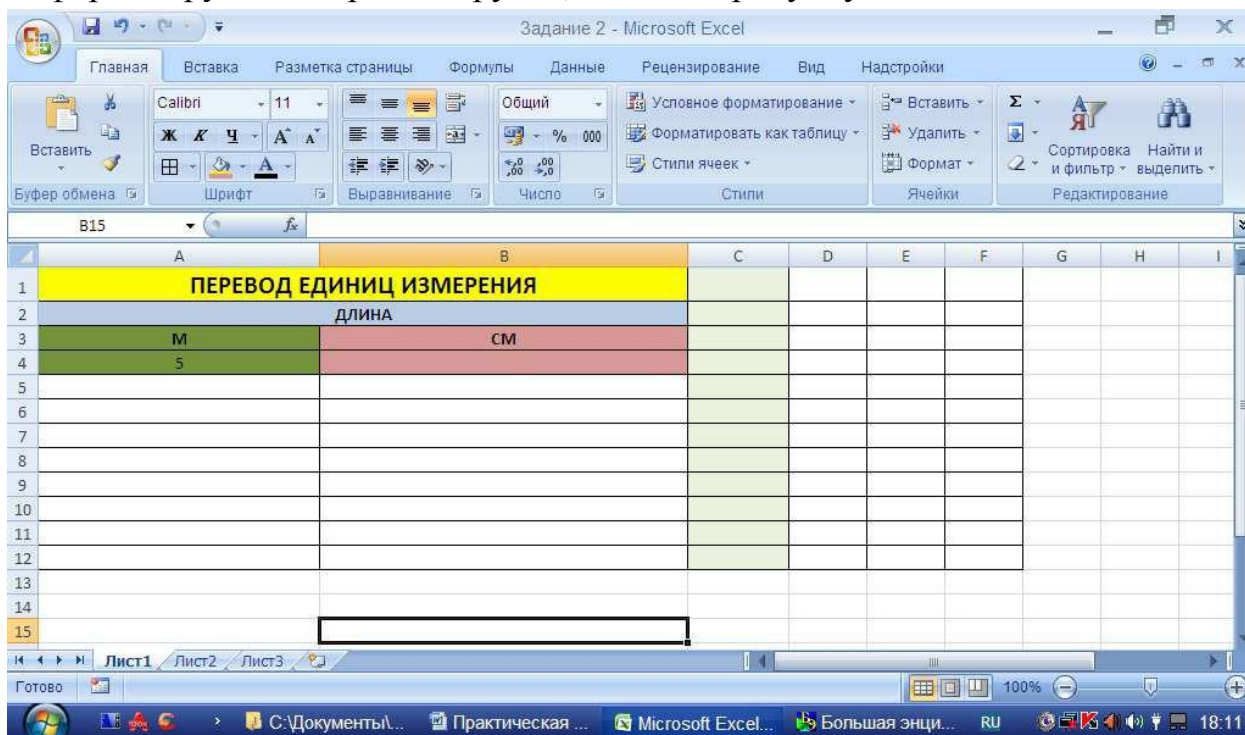 Задание 2 - Microsoft Excel
Главная Вставка Разметка страницы Формулы Данные Рецензирование Вид Надстройки
Вставить
Calibri 11
Ж К Ч A A
A
Общий
% 000
Условное форматирование
Форматировать как таблицу
Стили ячеек
Вставить
Удалить
Формат
Σ
Сортировка и фильтр
Найти и выделить
Буфер обмена Шрифт Выравнивание Число Стили Ячейки Редактирование
B15 fx
A B C D E F G H I
1 ПЕРЕВОД ЕДИНИЦ ИЗМЕРЕНИЯ
2 ДЛИНА
3 М СМ
4 5
5
6
7
8
9
10
11
12
13
14
15
Лист1 Лист2 Лист3
Готово 100%
C:\Документы\... Практическая ... Microsoft Excel... Большая энци... RU 18:11